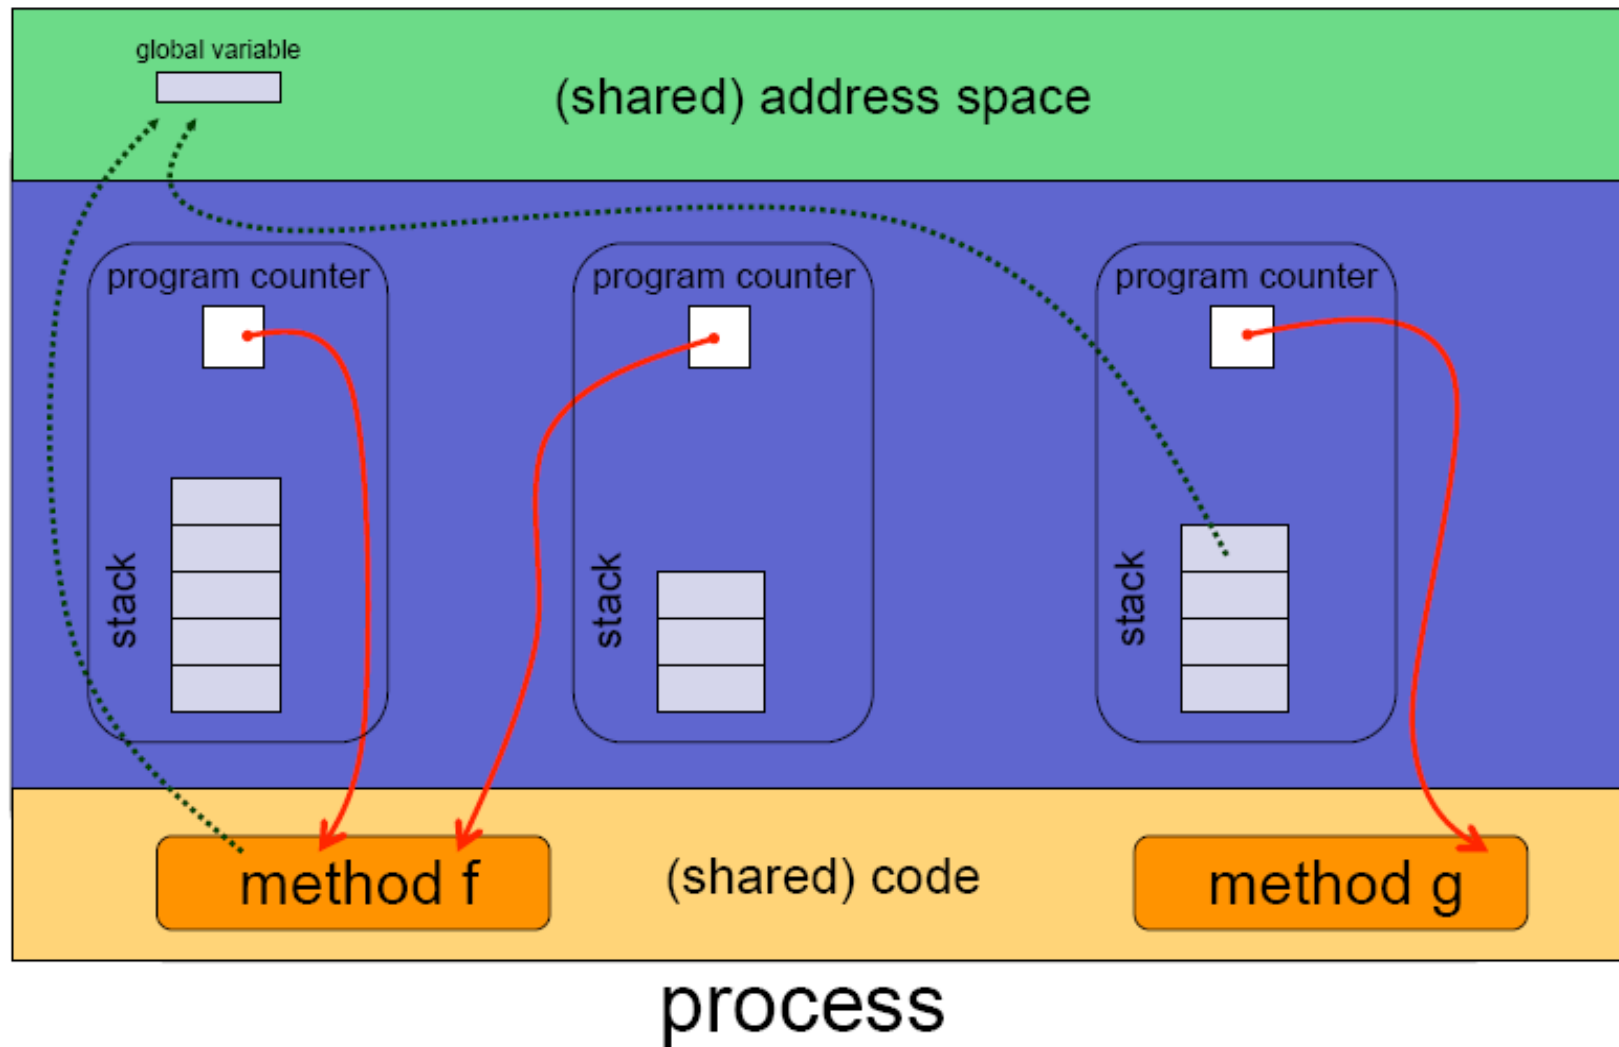 global variable
(shared) address space
program counter
program counter
program counter
stack
stack
stack
method f
(shared) code
method g
process